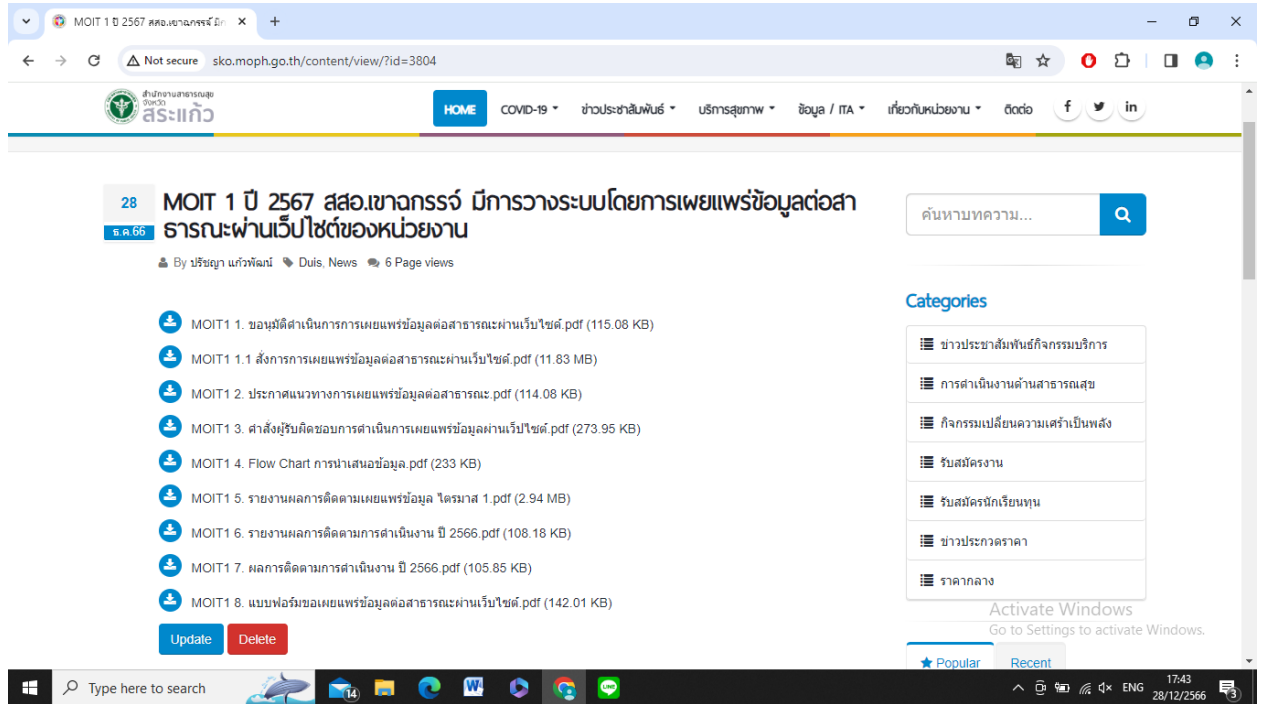 MOIT 1 ปี 2567 สสอ.เขาฉกรรจ์ มีก
Not secure sko.moph.go.th/content/view/?id=3804
สำนักงานสาธารณสุข
จังหวัด
สระแก้ว
HOME COVID-19 ข่าวประชาสัมพันธ์ บริการสุขภาพ ข้อมูล / ITA เกี่ยวกับหน่วยงาน ติดต่อ
28 MOIT 1 ปี 2567 สสอ.เขาฉกรรจ์ มีการวางระบบโดยการเผยแพร่ข้อมูลต่อสา
ธ.ค.66 ธารณะผ่านเว็ปไซต์ของหน่วยงาน
By ปรัชญา แก้วพัฒน์ Duis, News 6 Page views
MOIT1 1. ขอนุมัติดำเนินการการเผยแพร่ข้อมูลต่อสาธารณะผ่านเว็บไซต์.pdf (115.08 KB)
MOIT1 1.1 สั่งการการเผยแพร่ข้อมูลต่อสาธารณะผ่านเว็บไซต์.pdf (11.83 MB)
MOIT1 2. ประกาศแนวทางการเผยแพร่ข้อมูลต่อสาธารณะ.pdf (114.08 KB)
MOIT1 3. คำสั่งผู้รับผิดชอบการดำเนินการเผยแพร่ข้อมูลผ่านเว็ปไซต์.pdf (273.95 KB)
MOIT1 4. Flow Chart การนำเสนอข้อมูล.pdf (233 KB)
MOIT1 5. รายงานผลการติดตามเผยแพร่ข้อมูล ไตรมาส 1.pdf (2.94 MB)
MOIT1 6. รายงานผลการติดตามการดำเนินงาน ปี 2566.pdf (108.18 KB)
MOIT1 7. ผลการติดตามการดำเนินงาน ปี 2566.pdf (105.85 KB)
MOIT1 8. แบบฟอร์มขอเผยแพร่ข้อมูลต่อสาธารณะผ่านเว็บไซต์.pdf (142.01 KB)
Update Delete
ค้นหาบทความ...
Categories
ข่าวประชาสัมพันธ์กิจกรรมบริการ
การดำเนินงานด้านสาธารณสุข
กิจกรรมเปลี่ยนความเศร้าเป็นพลัง
รับสมัครงาน
รับสมัครนักเรียนทุน
ข่าวประกวดราคา
ราคากลาง
Activate Windows
Go to Settings to activate Windows.
Popular Recent
Type here to search 14 ENG 17:43
28/12/2566 3